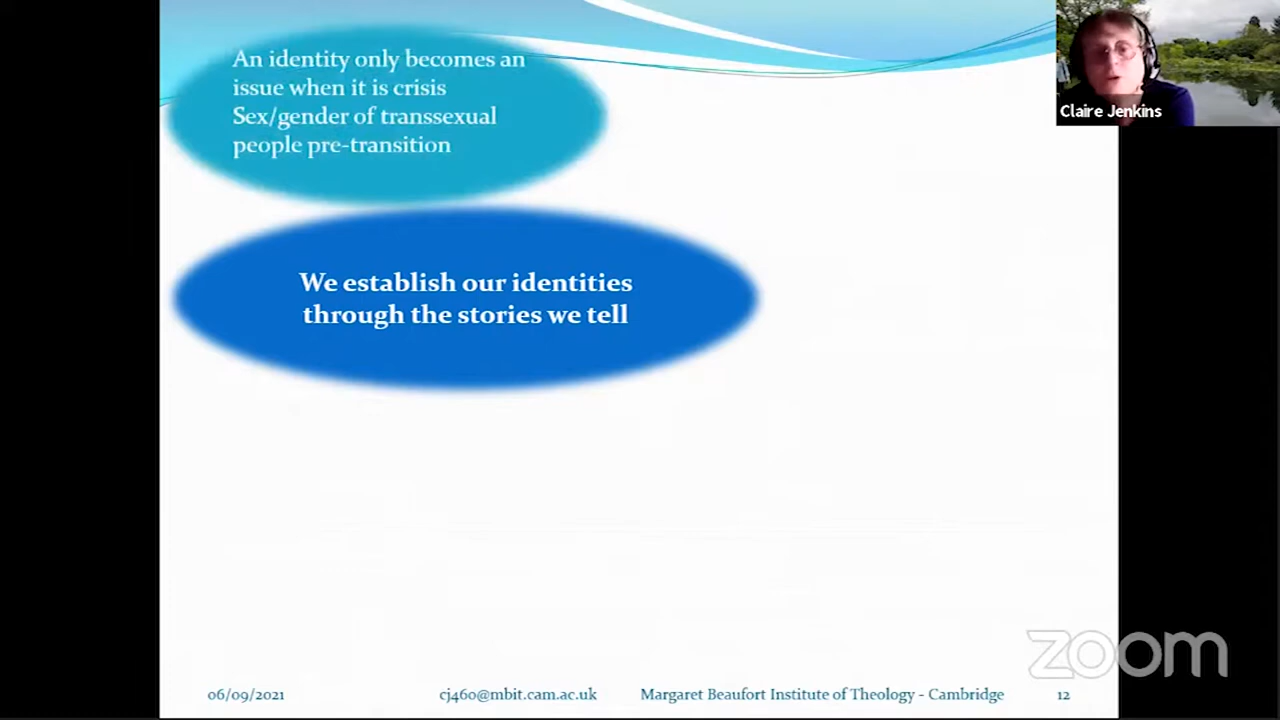 An identity only becomes an
issue when it is crisis
Sex/gender of transsexual
people pre-transition
Claire Jenkins
We establish our identities
through the stories we tell
zoom
06/09/2021 cj460@mbit.cam.ac.uk Margaret Beaufort Institute of Theology - Cambridge 12